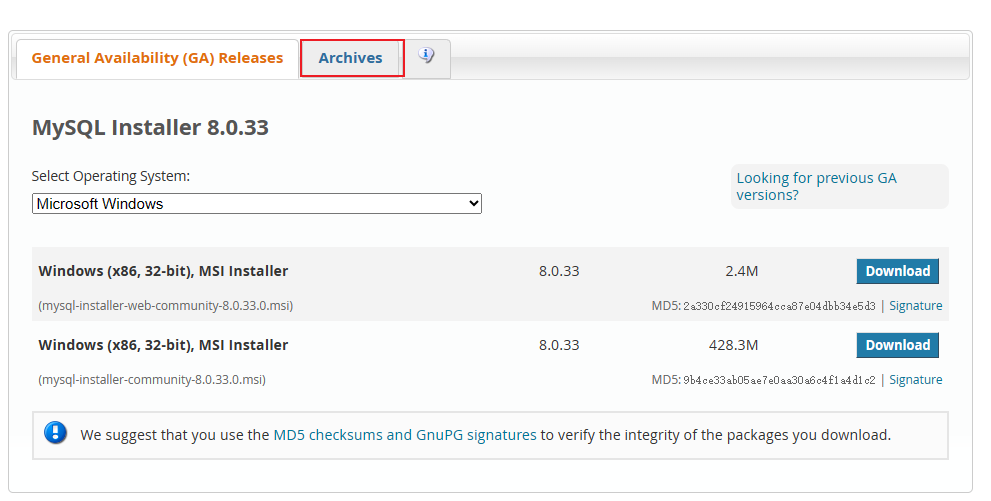 General Availability (GA) Releases
Archives
MySQL Installer 8.0.33
Select Operating System:
Microsoft Windows
Looking for previous GA
versions?
Windows (x86, 32-bit), MSI Installer 8.0.33 2.4M Download
(mysql-installer-web-community-8.0.33.0.msi) MD5: 2a330cf24915964cca87e04dbb34e5d3 | Signature
Windows (x86, 32-bit), MSI Installer 8.0.33 428.3M Download
(mysql-installer-community-8.0.33.0.msi) MD5: 9b4ce33ab05ae7e0aa30a6c4f1a4d1c2 | Signature
We suggest that you use the MD5 checksums and GnuPG signatures to verify the integrity of the packages you download.